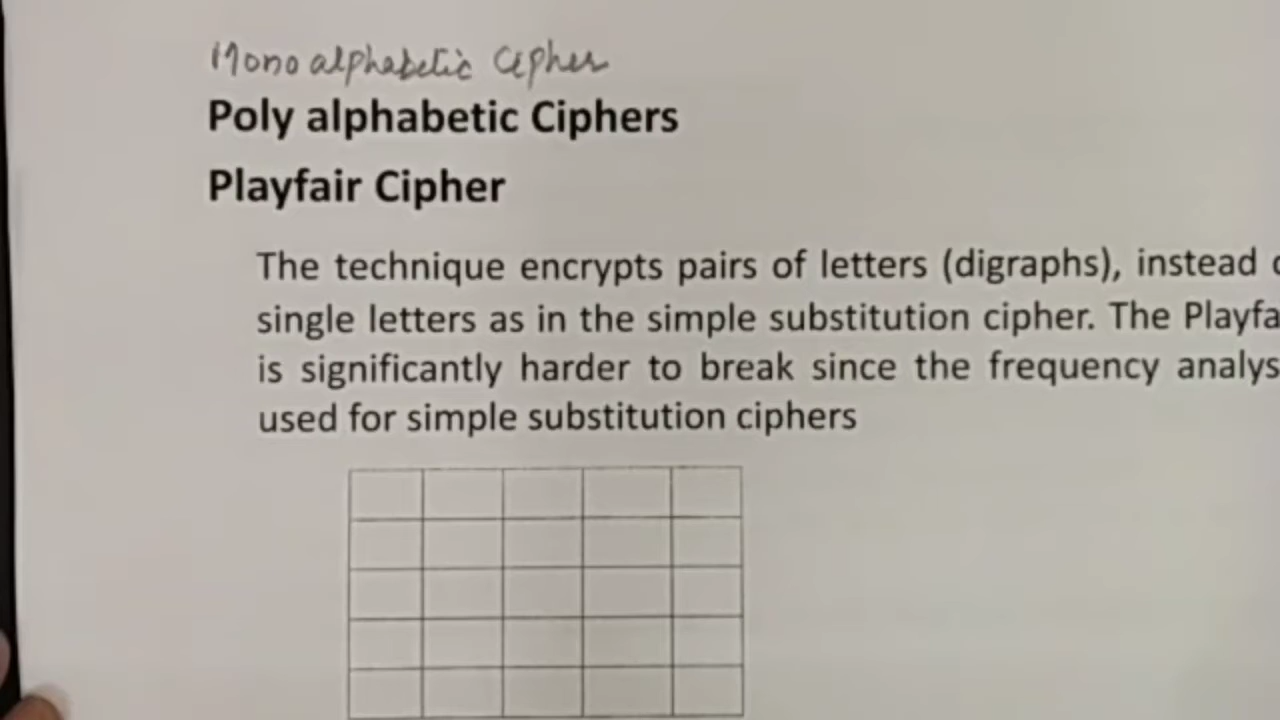 Mono alphabetic Cipher
Poly alphabetic Ciphers
Playfair Cipher
The technique encrypts pairs of letters (digraphs), instead
single letters as in the simple substitution cipher. The Playfa
is significantly harder to break since the frequency analys
used for simple substitution ciphers